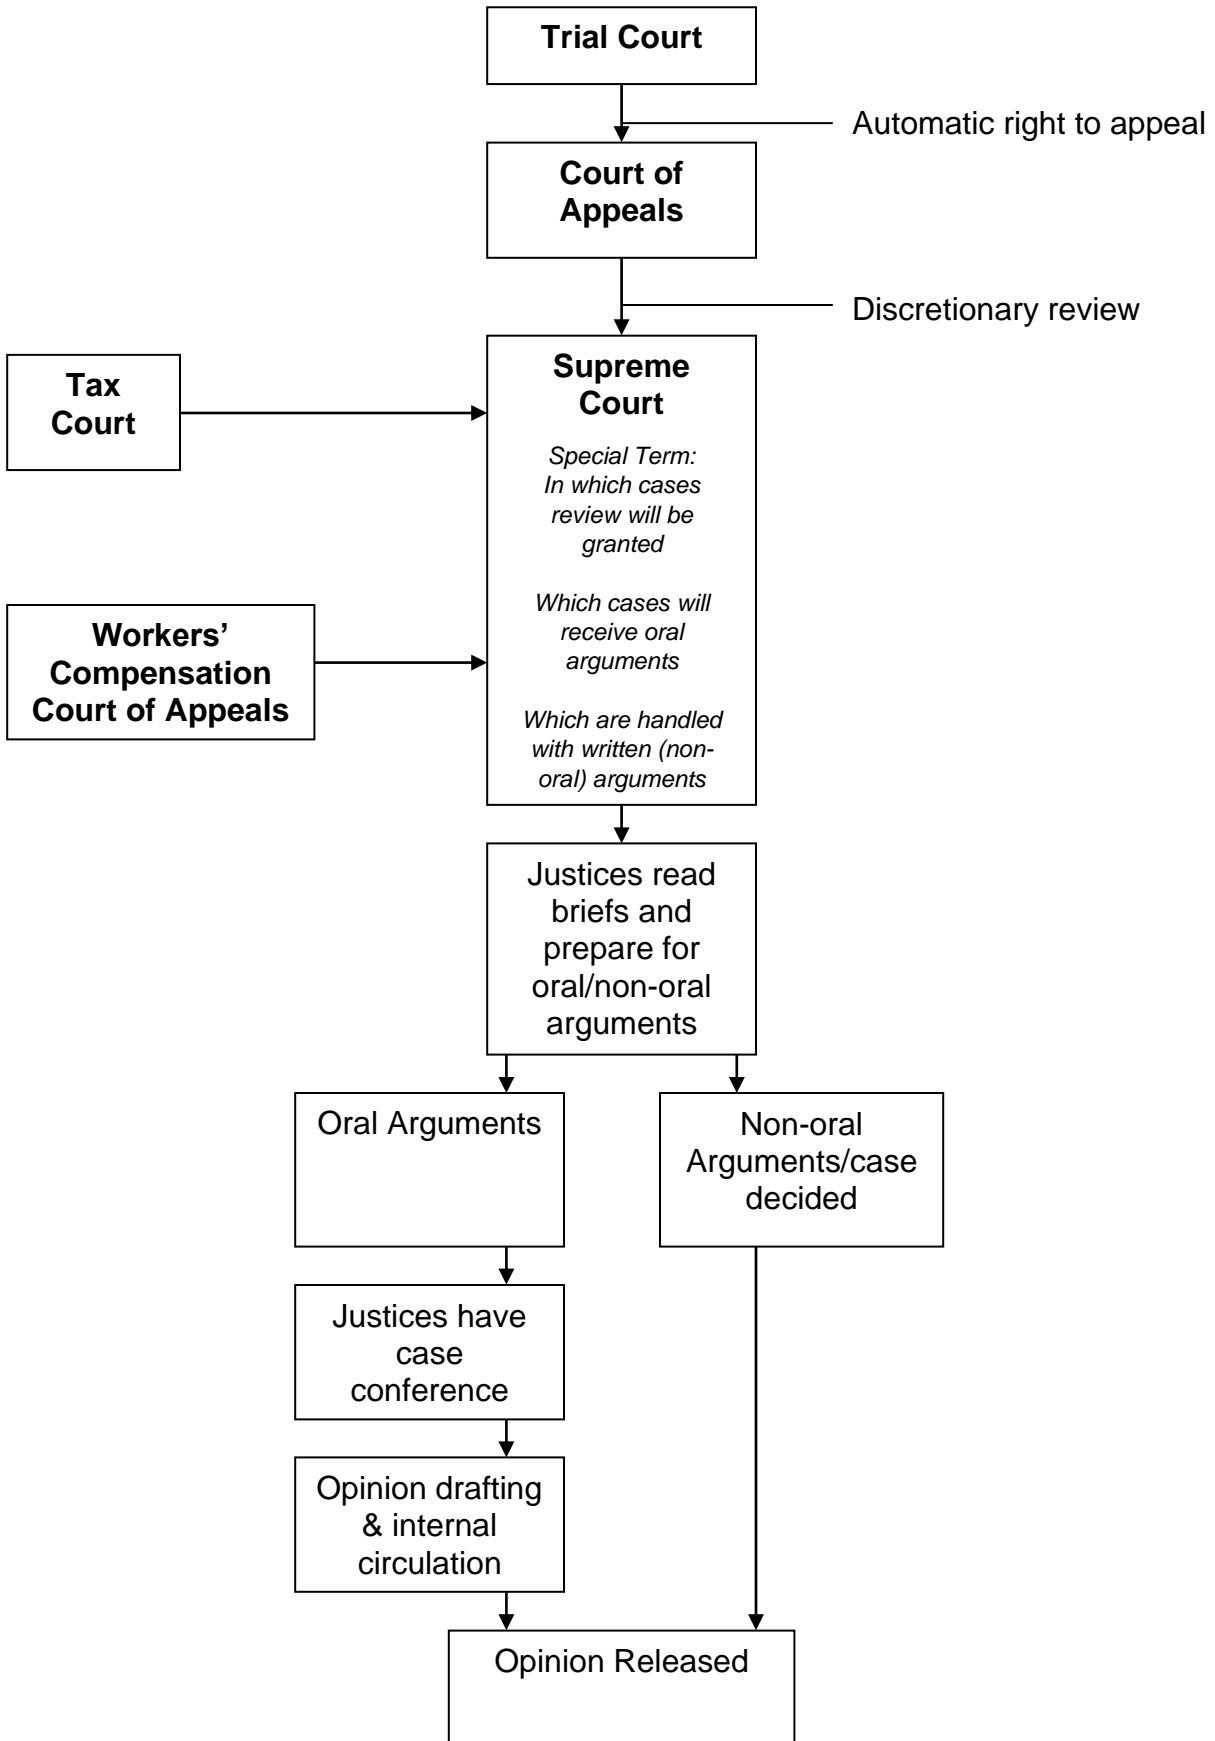 Trial Court
Automatic right to appeal
Court of
Appeals
Discretionary review
Supreme
Court
Special Term:
In which cases
review will be
granted
Which cases will
receive oral
arguments
Which are handled
with written (non-
oral) arguments
Tax
Court
Workers’
Compensation
Court of Appeals
Justices read
briefs and
prepare for
oral/non-oral
arguments
Oral Arguments
Non-oral
Arguments/case
decided
Justices have
case
conference
Opinion drafting
& internal
circulation
Opinion Released